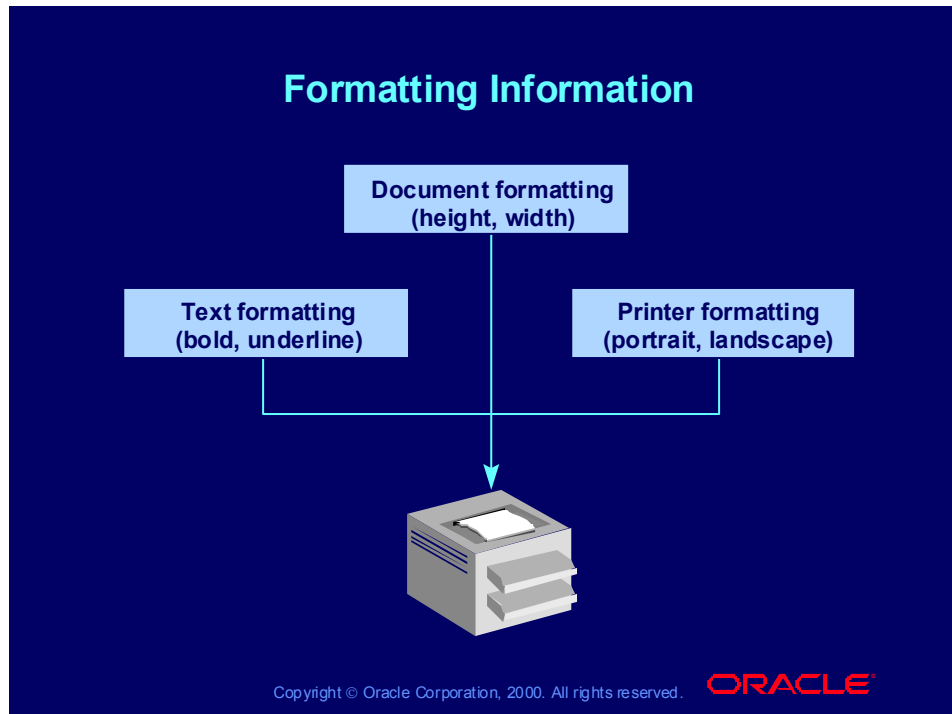 Formatting Information
Document formatting
(height, width)
Text formatting
(bold, underline)
Printer formatting
(portrait, landscape)
Copyright © Oracle Corporation, 2000. All rights reserved.
ORACLE®